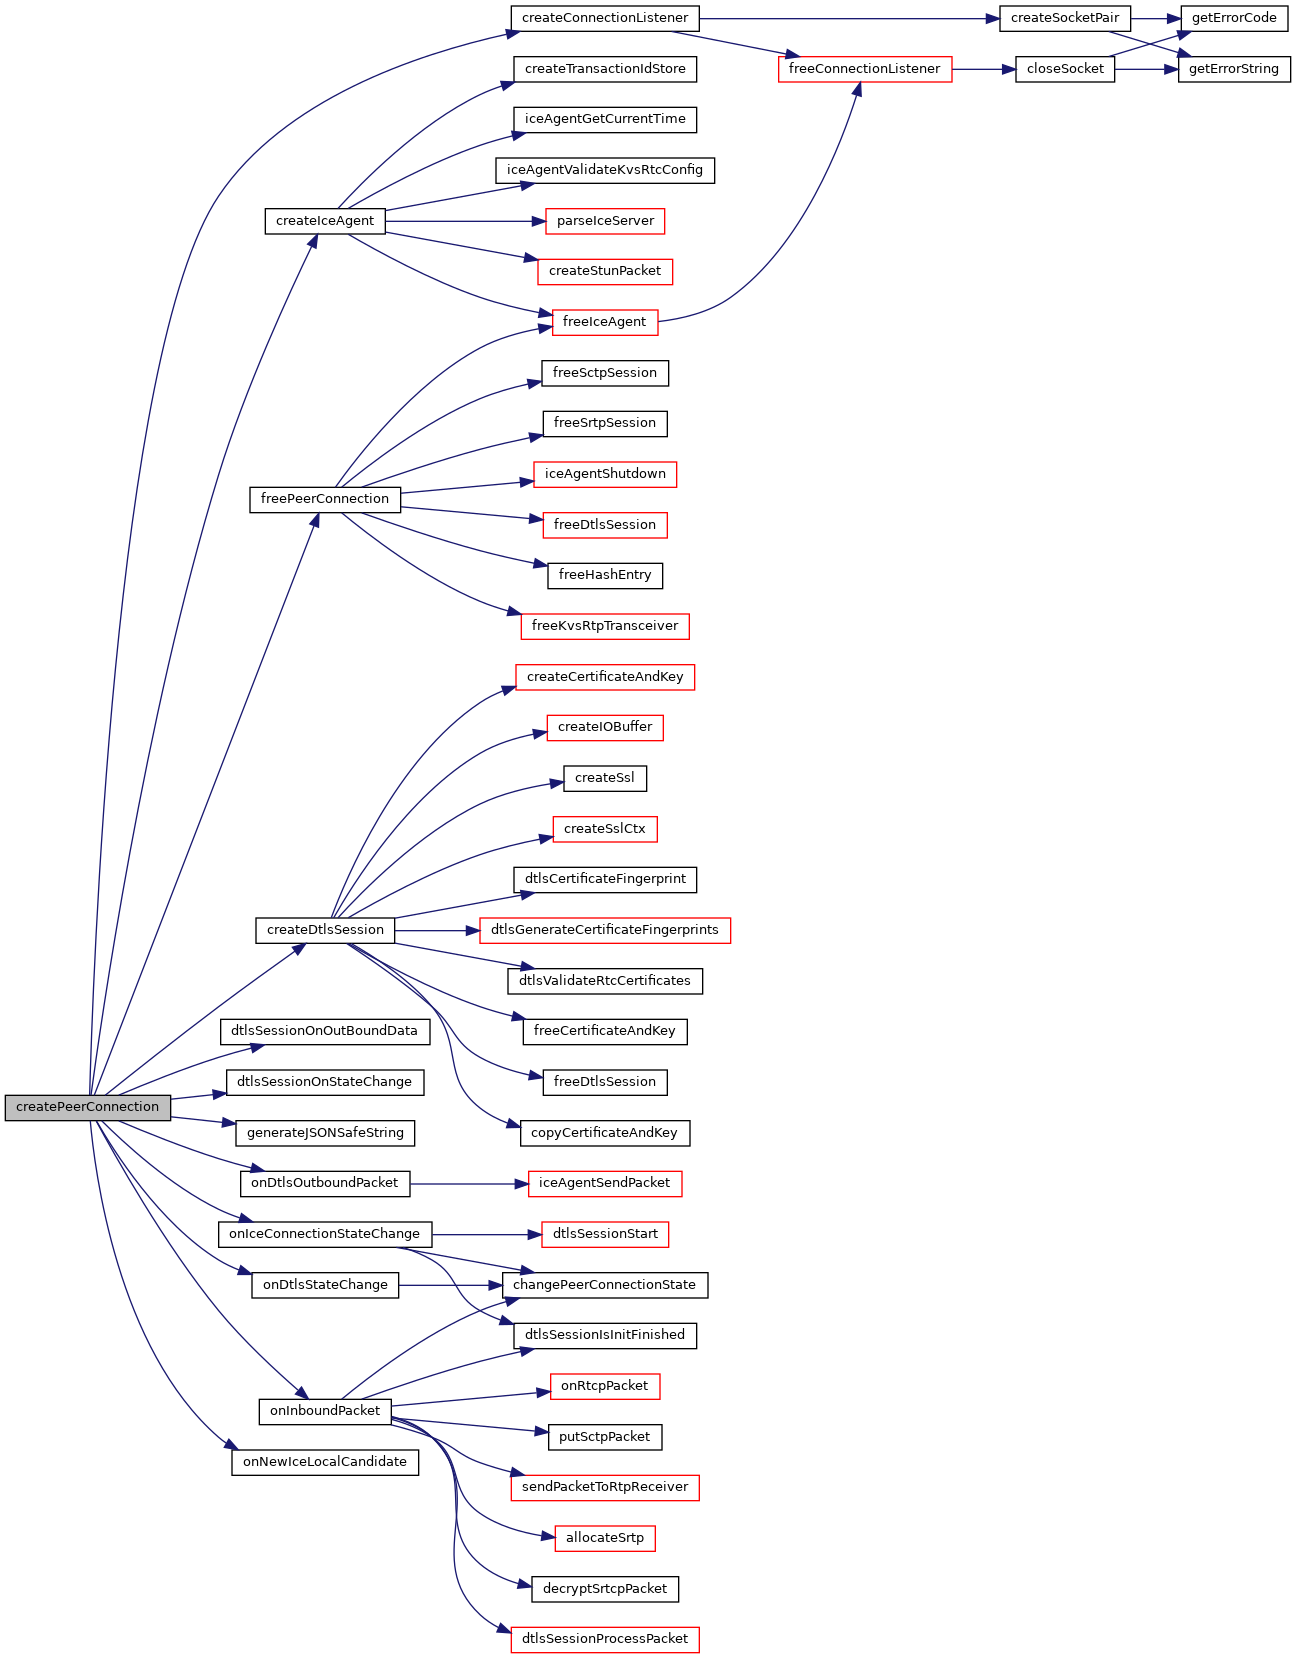 createConnectionListener
createSocketPair
getErrorCode
createTransactionIdStore
freeConnectionListener
closeSocket
getErrorString
iceAgentGetCurrentTime
iceAgentValidateKvsRtcConfig
createIceAgent
parseIceServer
createStunPacket
freeIceAgent
freeSctpSession
freeSrtpSession
iceAgentShutdown
freePeerConnection
freeDtlsSession
freeHashEntry
freeKvsRtpTransceiver
createCertificateAndKey
createIOBuffer
createSsl
createSslCtx
dtlsCertificateFingerprint
createDtlsSession
dtlsGenerateCertificateFingerprints
dtlsValidateRtcCertificates
dtlsSessionOnOutBoundData
freeCertificateAndKey
dtlsSessionOnStateChange
freeDtlsSession
createPeerConnection
generateJSONSafeString
copyCertificateAndKey
onDtlsOutboundPacket
iceAgentSendPacket
onIceConnectionStateChange
dtlsSessionStart
onDtlsStateChange
changePeerConnectionState
dtlsSessionIsInitFinished
onRtcpPacket
onInboundPacket
putSctpPacket
onNewIceLocalCandidate
sendPacketToRtpReceiver
allocateSrtp
decryptSrtcpPacket
dtlsSessionProcessPacket